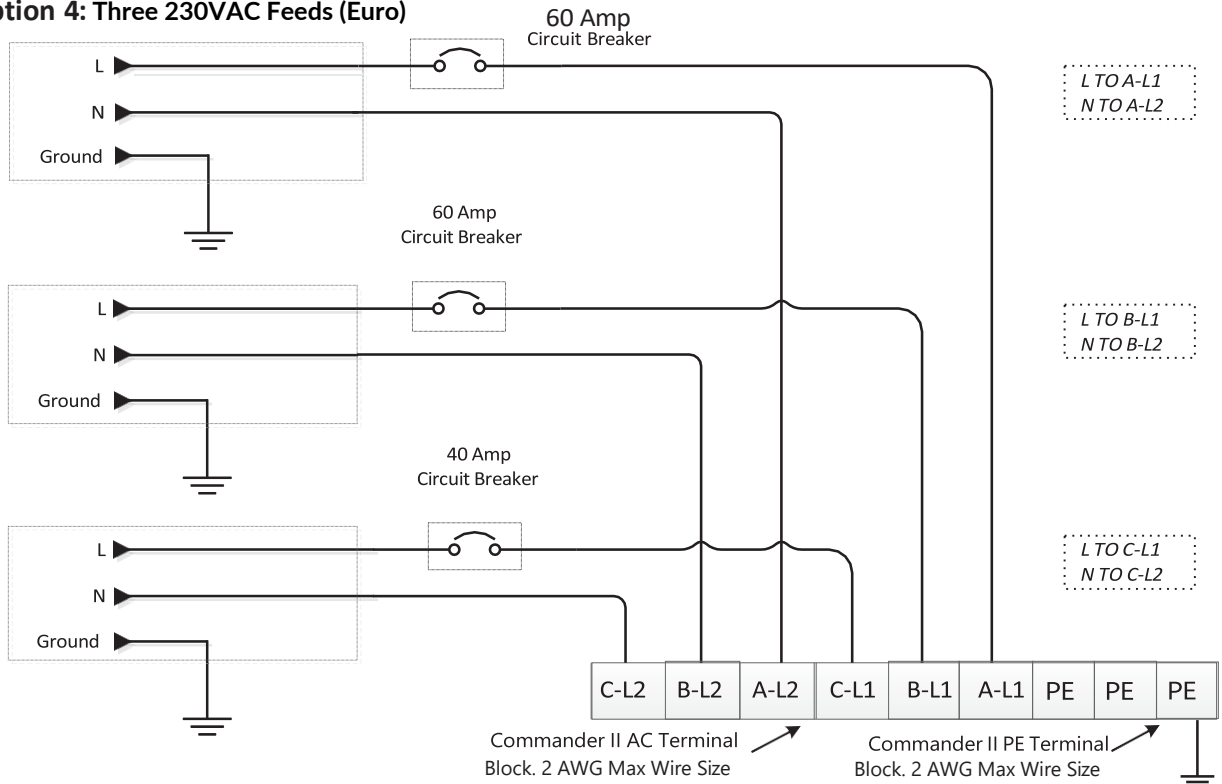 ption 4: Three 230VAC Feeds (Euro)
60 Amp
Circuit Breaker
L
N
Ground
L TO A-L1
N TO A-L2
60 Amp
Circuit Breaker
L
N
Ground
L TO B-L1
N TO B-L2
40 Amp
Circuit Breaker
L
N
Ground
L TO C-L1
N TO C-L2
C-L2 B-L2 A-L2 C-L1 B-L1 A-L1 PE PE PE
Commander II AC Terminal
Block. 2 AWG Max Wire Size
Commander II PE Terminal
Block. 2 AWG Max Wire Size